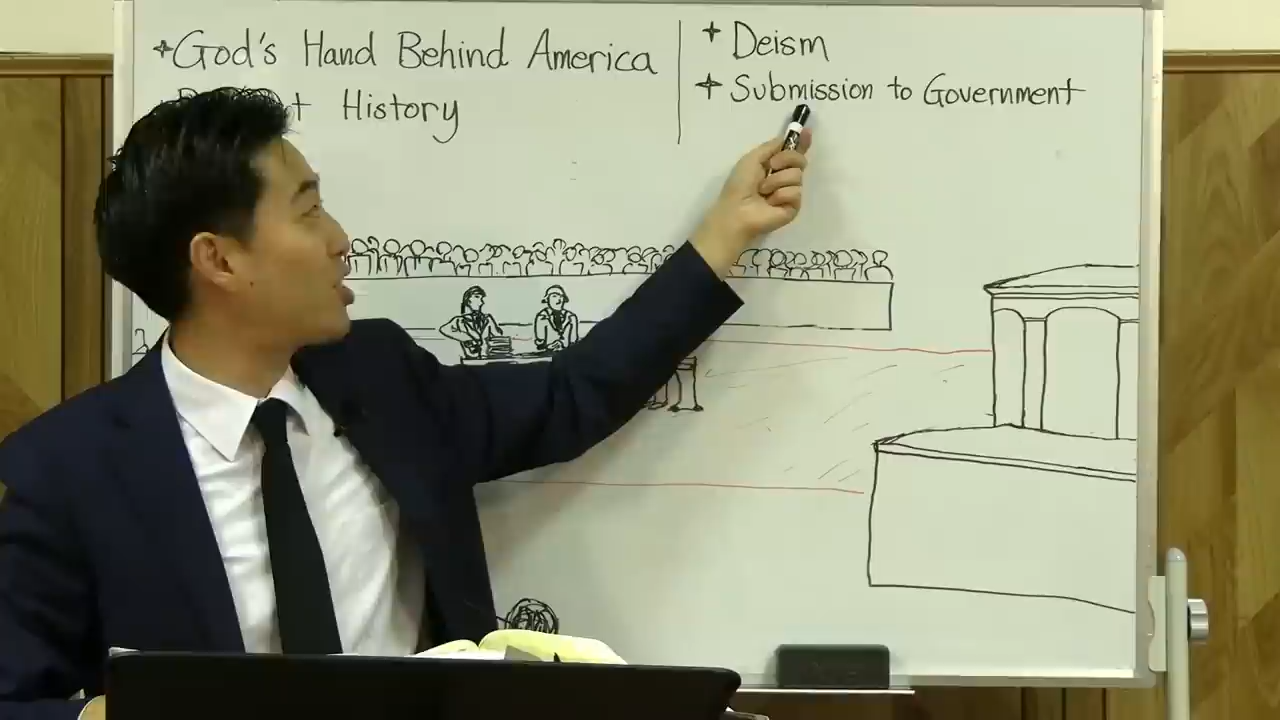 God's Hand Behind America
History
Deism
Submission to Government